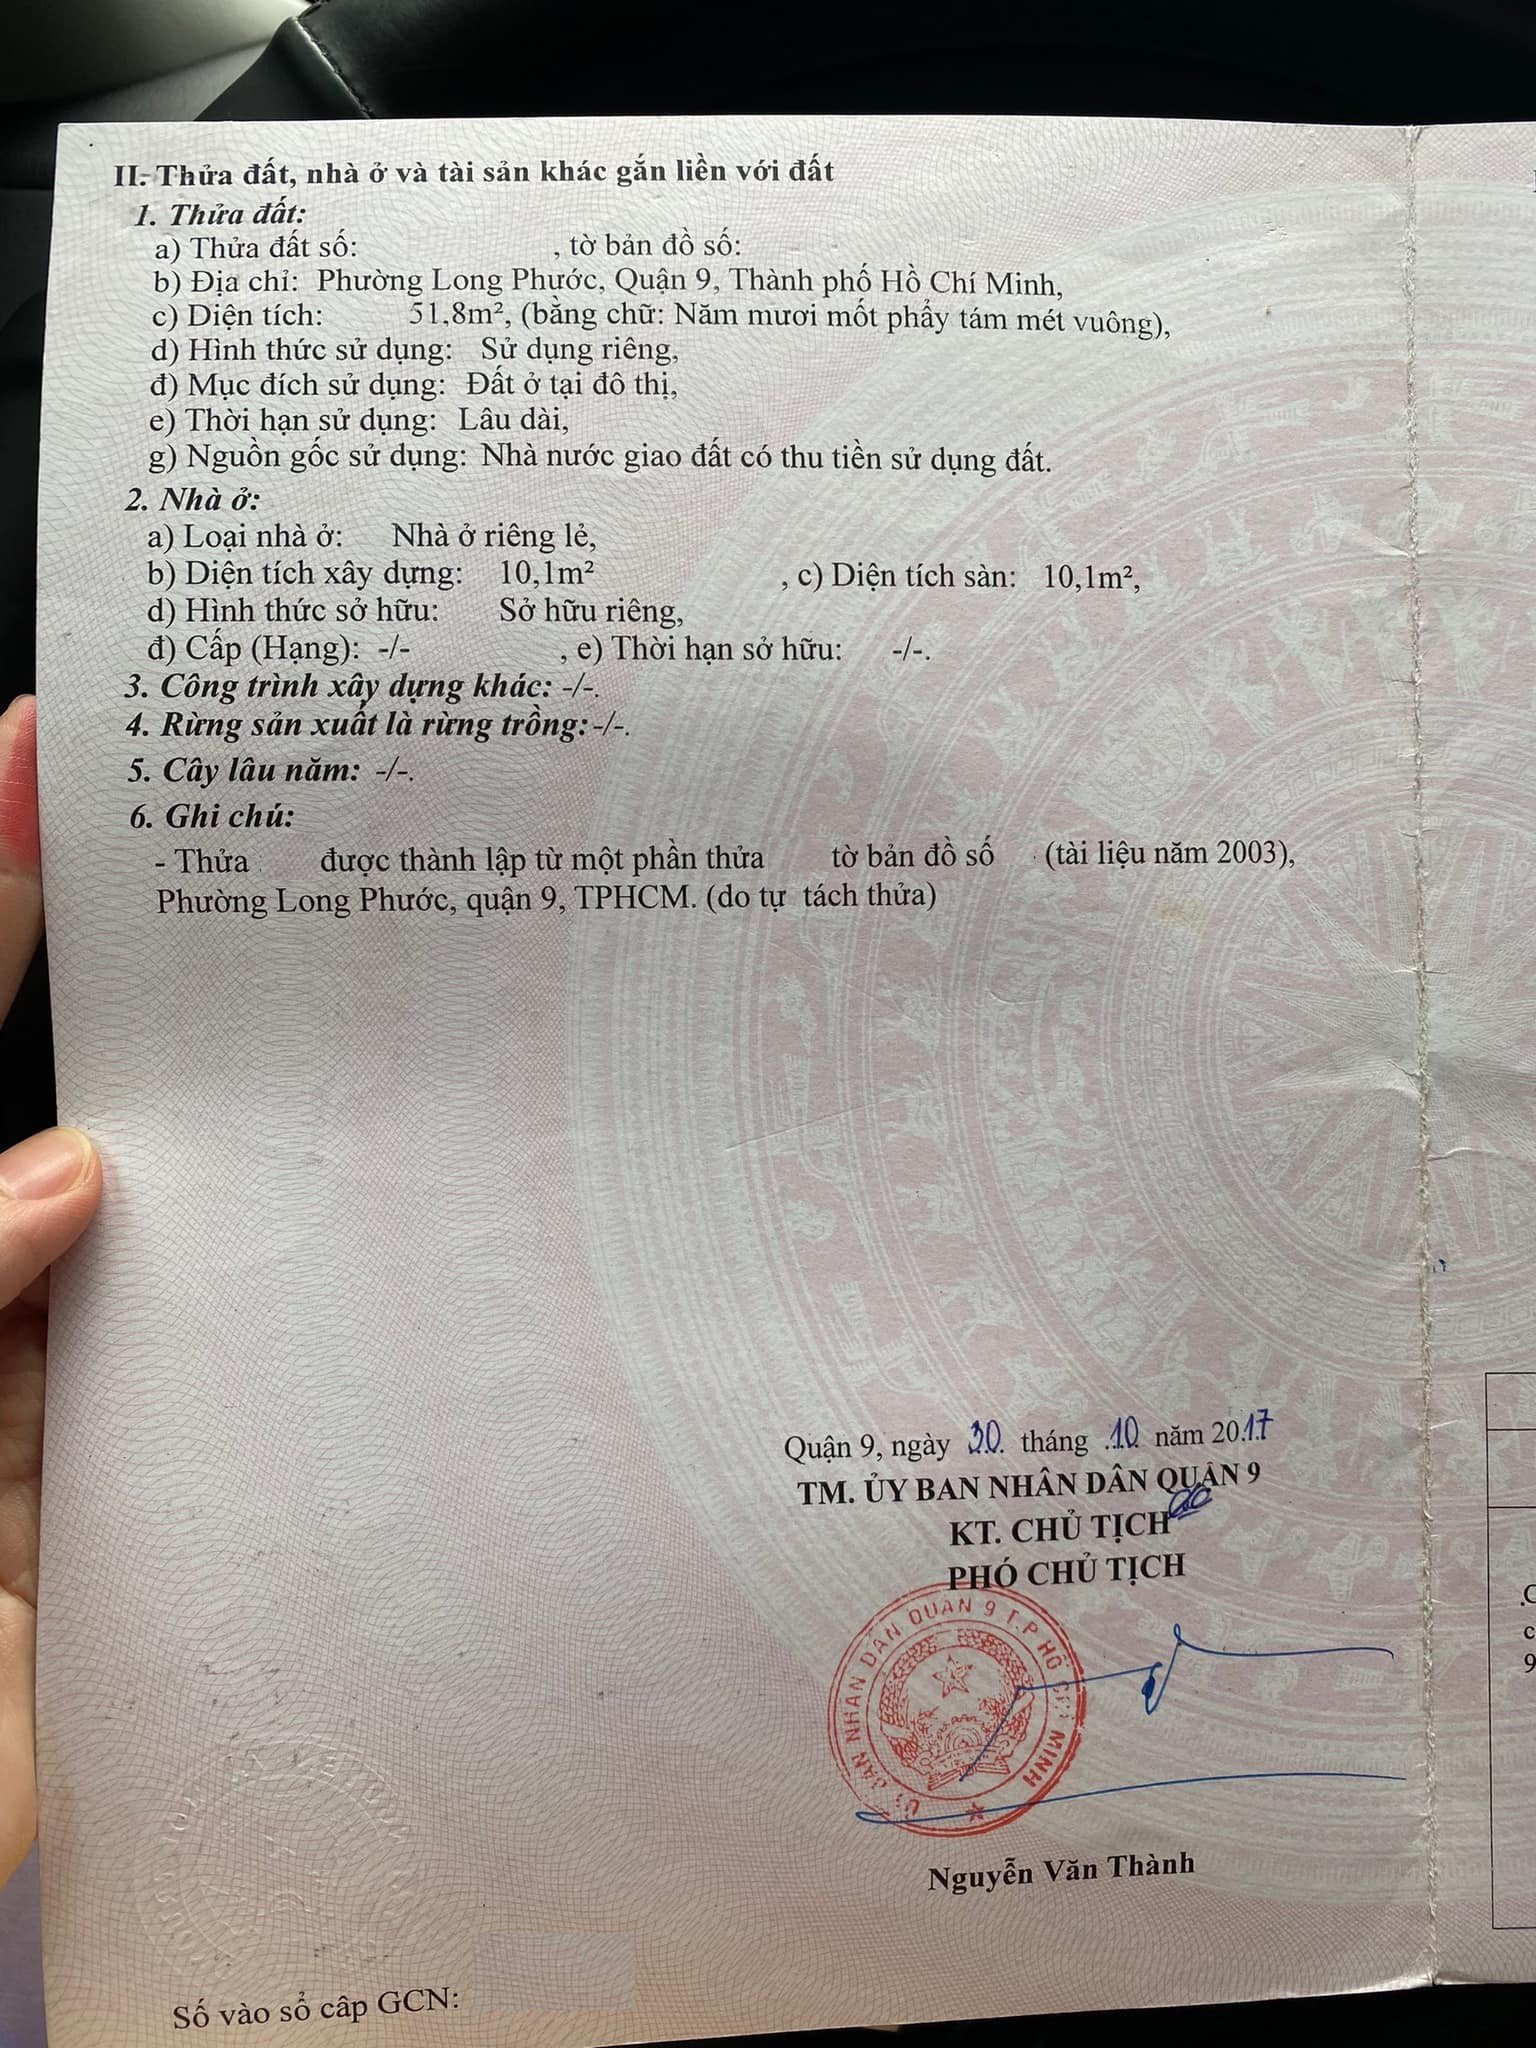 II. Thửa đất, nhà ở và tài sản khác gắn liền với đất
1. Thửa đất:
a) Thửa đất số: , tờ bản đồ số:
b) Địa chỉ: Phường Long Phước, Quận 9, Thành phố Hồ Chí Minh,
c) Diện tích: 51,8m², (bằng chữ: Năm mươi mốt phẩy tám mét vuông),
d) Hình thức sử dụng: Sử dụng riêng,
đ) Mục đích sử dụng: Đất ở tại đô thị,
e) Thời hạn sử dụng: Lâu dài,
g) Nguồn gốc sử dụng: Nhà nước giao đất có thu tiền sử dụng đất.
2. Nhà ở:
a) Loại nhà ở: Nhà ở riêng lẻ,
b) Diện tích xây dựng: 10,1m² , c) Diện tích sàn: 10,1m²,
d) Hình thức sở hữu: Sở hữu riêng,
đ) Cấp (Hạng): -/- , e) Thời hạn sở hữu: -/-.
3. Công trình xây dựng khác: -/-.
4. Rừng sản xuất là rừng trồng: -/-.
5. Cây lâu năm: -/-.
6. Ghi chú:
- Thửa được thành lập từ một phần thửa tờ bản đồ số (tài liệu năm 2003),
Phường Long Phước, quận 9, TPHCM. (do tự tách thửa)
Quận 9, ngày 30 tháng 10 năm 2017
TM. ỦY BAN NHÂN DÂN QUẬN 9
KT. CHỦ TỊCH
PHÓ CHỦ TỊCH
ỦY BAN NHÂN DÂN QUẬN 9 T.P HỒ CHÍ MINH
Nguyễn Văn Thành
Số vào sổ cấp GCN: